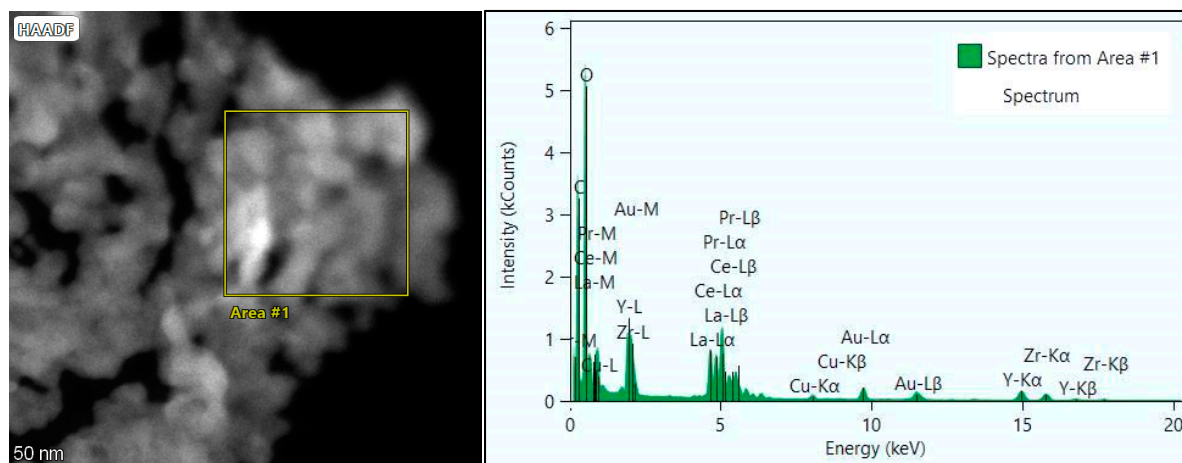 HAADF
Area #1
50 nm
Spectra from Area #1
Spectrum
Intensity (kCounts)
6
5
4
3
2
1
0
O
C
Pr-M
Ce-M
La-M
-M
Cu-L
Au-M
Y-L
Zr-L
Pr-Lβ
Pr-Lα
Ce-Lβ
Ce-Lα
La-Lβ
La-Lα
Au-Lα
Cu-Kβ
Cu-Kα
Au-Lβ
Zr-Kα
Zr-Kβ
Y-Kα
Y-Kβ
0 5 10 15 20
Energy (keV)